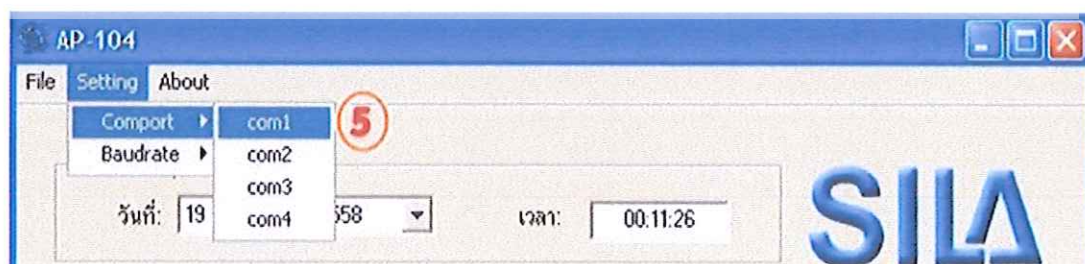 AP-104
File Setting About
Comport com1 5
Baudrate com2
com3
com4
วันที่: 19 558 เวลา: 00:11:26
SILA